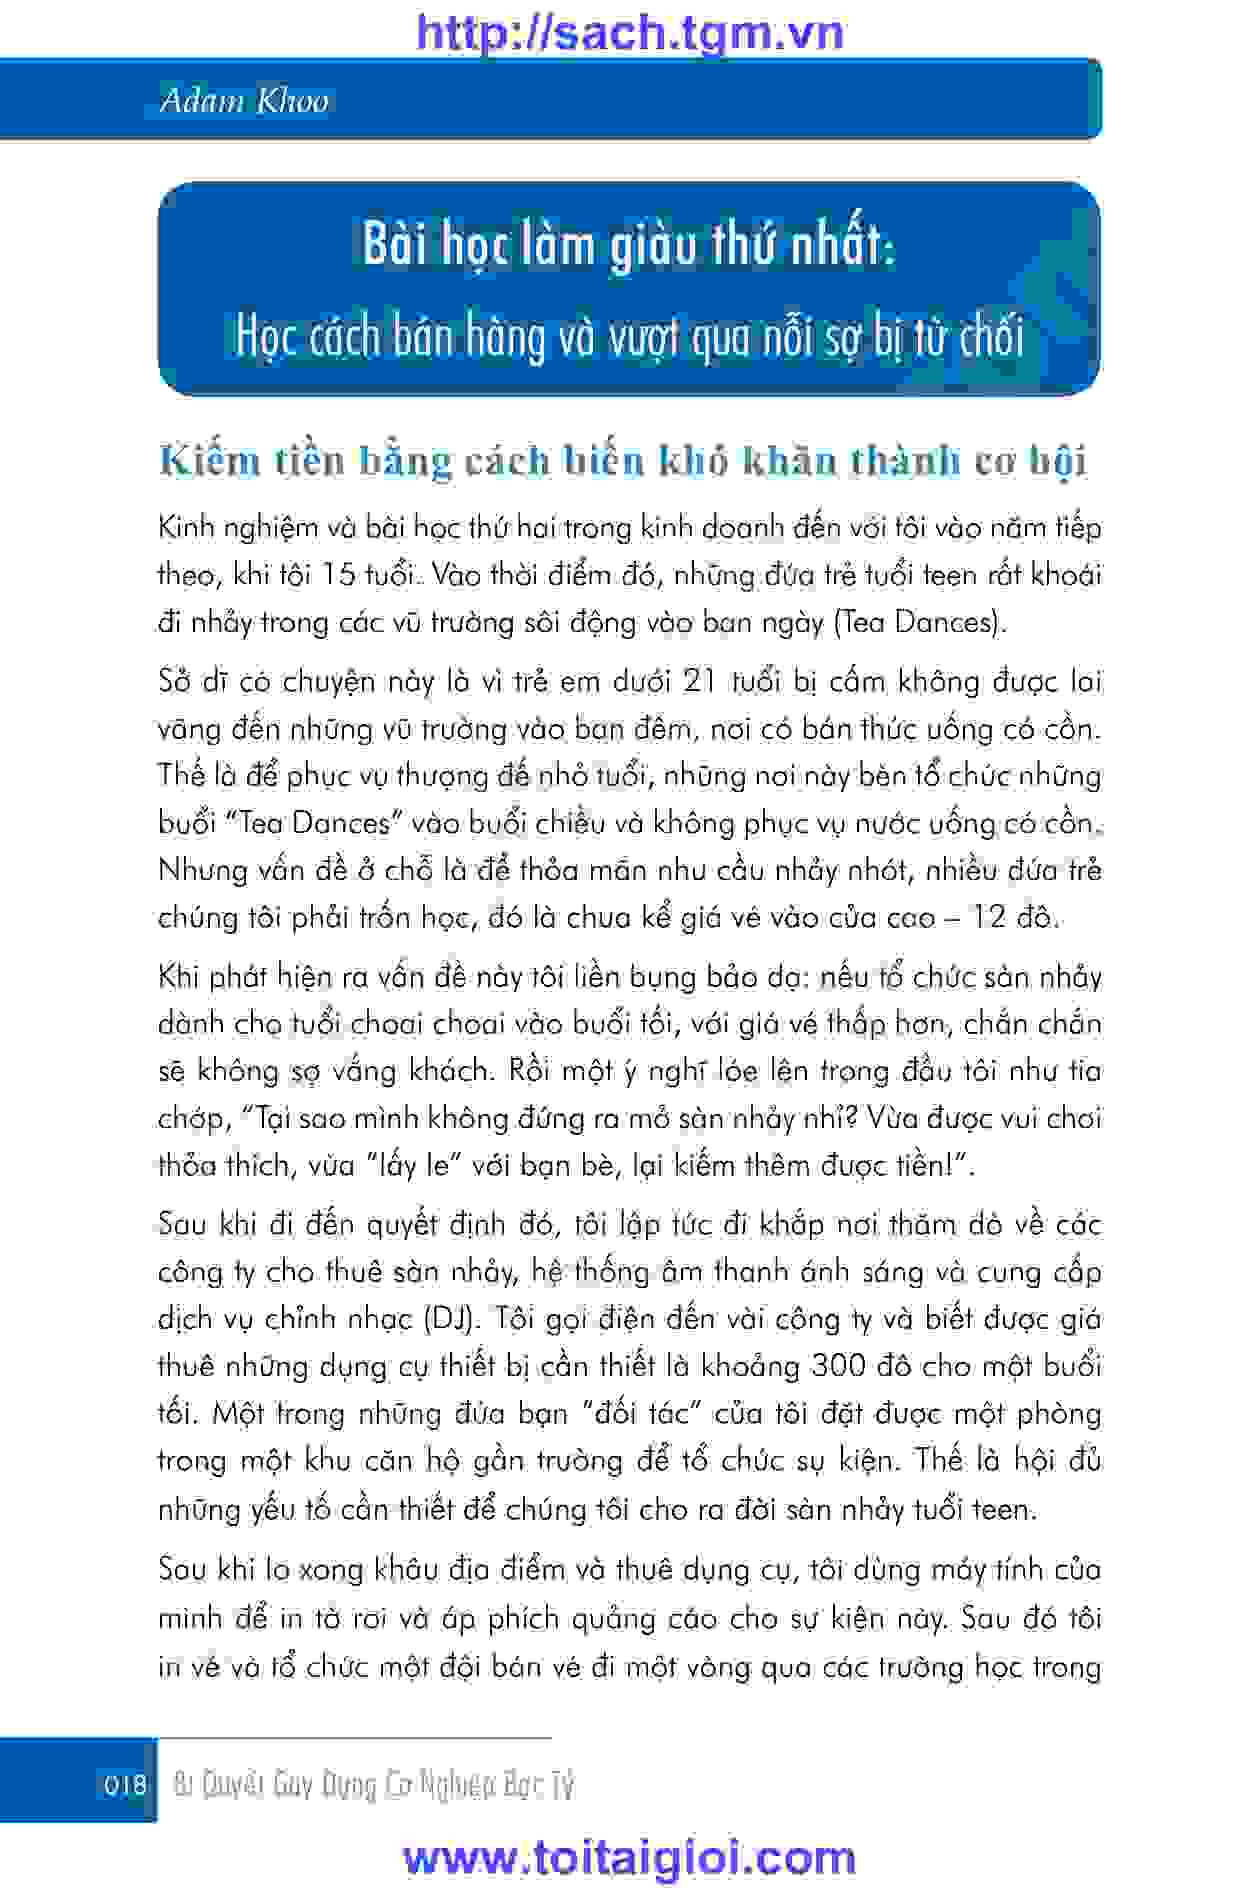 http://sach.tgm.vn
Adam Khoo
Bài học làm giàu thứ nhất:
Học cách bán hàng và vượt qua nỗi sợ bị từ chối
Kiếm tiền bằng cách biến khó khăn thành cơ hội
Kinh nghiệm và bài học thứ hai trong kinh doanh đến với tôi vào năm tiếp
theo, khi tôi 15 tuổi. Vào thời điểm đó, những đứa trẻ tuổi teen rất khoái
đi nhảy trong các vũ trường sôi động vào ban ngày (Tea Dances).
Sở dĩ có chuyện này là vì trẻ em dưới 21 tuổi bị cấm không được lai
vãng đến những vũ trường vào ban đêm, nơi có bán thức uống có cồn.
Thế là để phục vụ thượng đế nhỏ tuổi, những nơi này bèn tổ chức những
buổi “Tea Dances” vào buổi chiều và không phục vụ nước uống có cồn.
Nhưng vấn đề ở chỗ là để thỏa mãn nhu cầu nhảy nhót, nhiều đứa trẻ
chúng tôi phải trốn học, đó là chưa kể giá vé vào cửa cao – 12 đô.
Khi phát hiện ra vấn đề này tôi liền bụng bảo dạ: nếu tổ chức sàn nhảy
dành cho tuổi choai choai vào buổi tối, với giá vé thấp hơn, chắn chắn
sẽ không sợ vắng khách. Rồi một ý nghĩ lóe lên trong đầu tôi như tia
chớp, “Tại sao mình không đứng ra mở sàn nhảy nhỉ? Vừa được vui chơi
thỏa thích, vừa “lấy le” với bạn bè, lại kiếm thêm được tiền!”.
Sau khi đi đến quyết định đó, tôi lập tức đi khắp nơi thăm dò về các
công ty cho thuê sàn nhảy, hệ thống âm thanh ánh sáng và cung cấp
dịch vụ chỉnh nhạc (DJ). Tôi gọi điện đến vài công ty và biết được giá
thuê những dụng cụ thiết bị cần thiết là khoảng 300 đô cho một buổi
tối. Một trong những đứa bạn “đối tác” của tôi đặt được một phòng
trong một khu căn hộ gần trường để tổ chức sự kiện. Thế là hội đủ
những yếu tố cần thiết để chúng tôi cho ra đời sàn nhảy tuổi teen.
Sau khi lo xong khâu địa điểm và thuê dụng cụ, tôi dùng máy tính của
mình để in tờ rơi và áp phích quảng cáo cho sự kiện này. Sau đó tôi
in vé và tổ chức một đội bán vé đi một vòng qua các trường học trong
018 Bí Quyết Gây Dựng Cơ Nghiệp Bạc Tỷ
www.toitaigioi.com